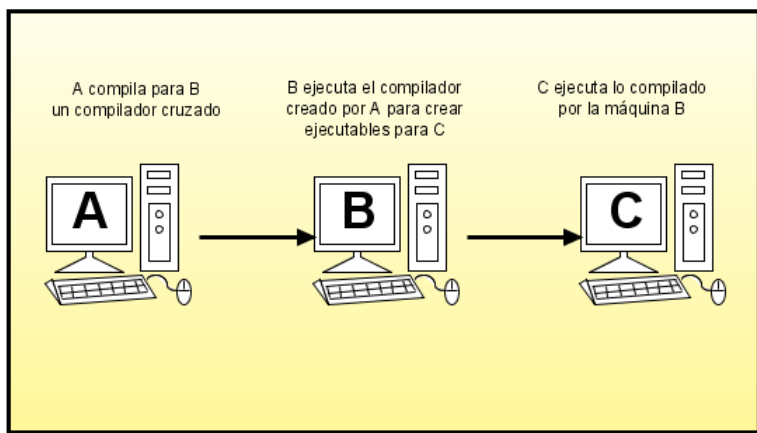 A compila para B
un compilador cruzado
B ejecuta el compilador
creado por A para crear
ejecutables para C
C ejecuta lo compilado
por la máquina B
A
B
C